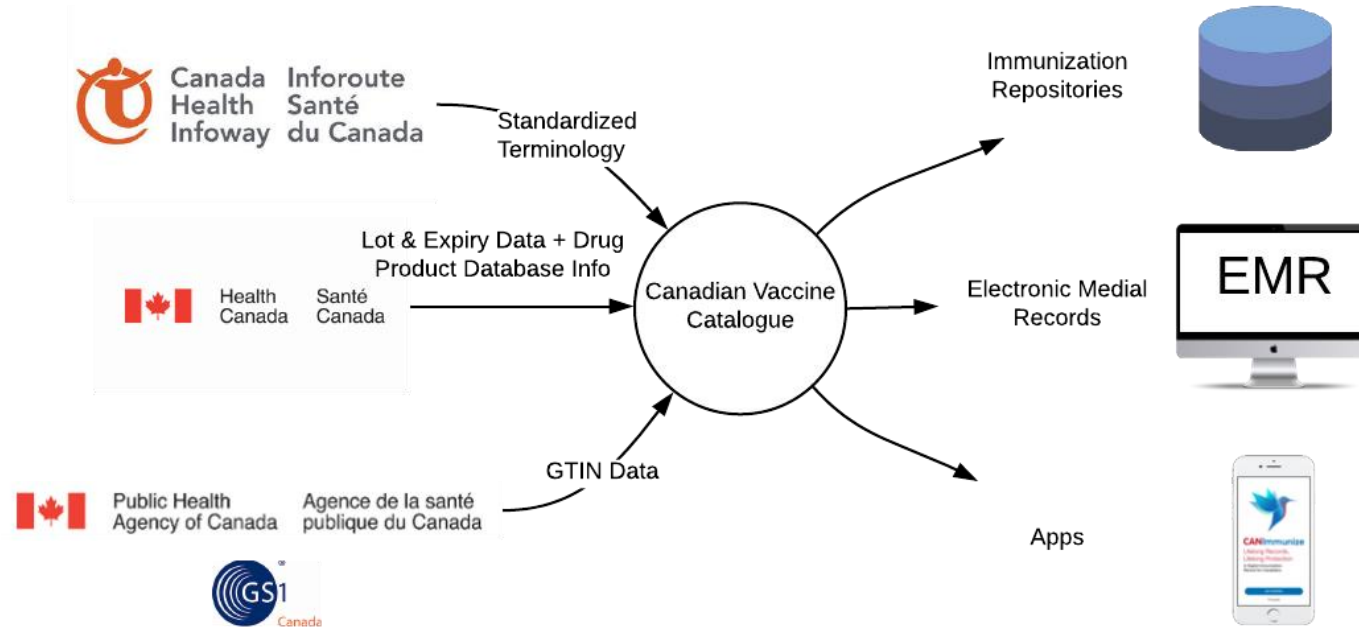 Canada Inforoute
Health Santé
Infoway du Canada
Standardized
Terminology
Lot & Expiry Data + Drug
Product Database Info
Health Santé
Canada Canada
Public Health Agence de la santé
Agency of Canada publique du Canada
GTIN Data
GS1
Canada
Canadian Vaccine
Catalogue
Immunization
Repositories
Electronic Medial
Records
EMR
Apps
CANImmunize
Lifelong Records,
Lifelong Protection